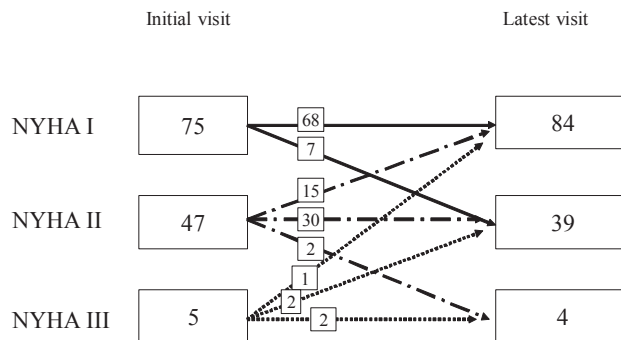 Initial visit
Latest visit
NYHA I
75
68
84
7
15
NYHA II
47
30
39
2
1
2
NYHA III
5
2
4